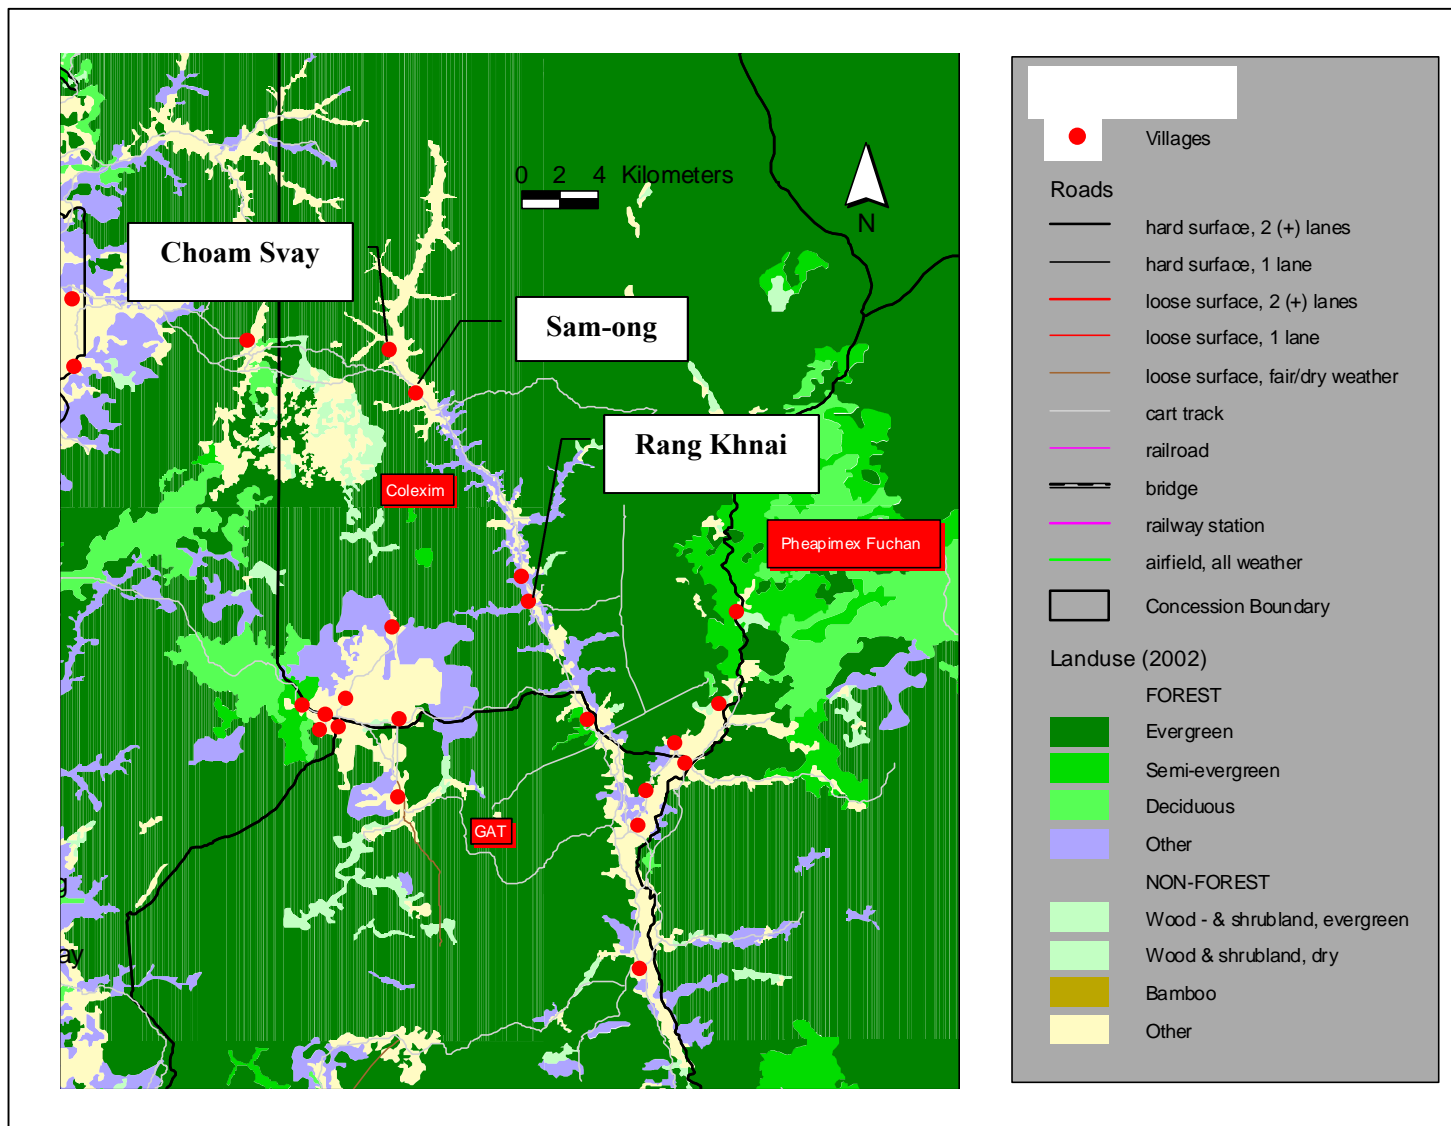 0 2 4 Kilometers
N
Choam Svay
Sam-ong
Rang Khnai
Colexim
Pheapimex Fuchan
GAT
g
ay
Villages
Roads
hard surface, 2 (+) lanes
hard surface, 1 lane
loose surface, 2 (+) lanes
loose surface, 1 lane
loose surface, fair/dry weather
cart track
railroad
bridge
railway station
airfield, all weather
Concession Boundary
Landuse (2002)
FOREST
Evergreen
Semi-evergreen
Deciduous
Other
NON-FOREST
Wood - & shrubland, evergreen
Wood & shrubland, dry
Bamboo
Other